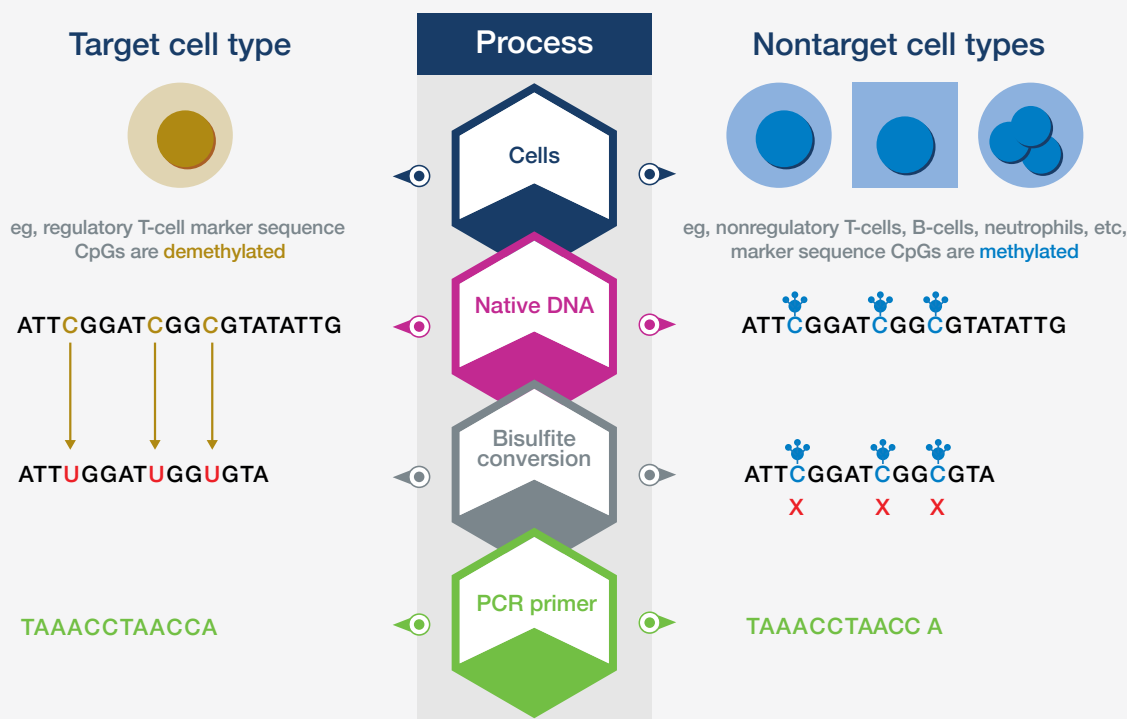 Target cell type
Process
Nontarget cell types
Cells
eg, regulatory T-cell marker sequence
CpGs are demethylated
eg, nonregulatory T-cells, B-cells, neutrophils, etc,
marker sequence CpGs are methylated
Native DNA
ATTCGGATCGGCGTATATTG
ATTCGGATCGGCGTATATTG
Bisulfite
conversion
ATTUGGATUGGUGTA
ATTCGGATCGGCGTA
X X X
PCR primer
TAAACCTAACCA
TAAACCTAACC A